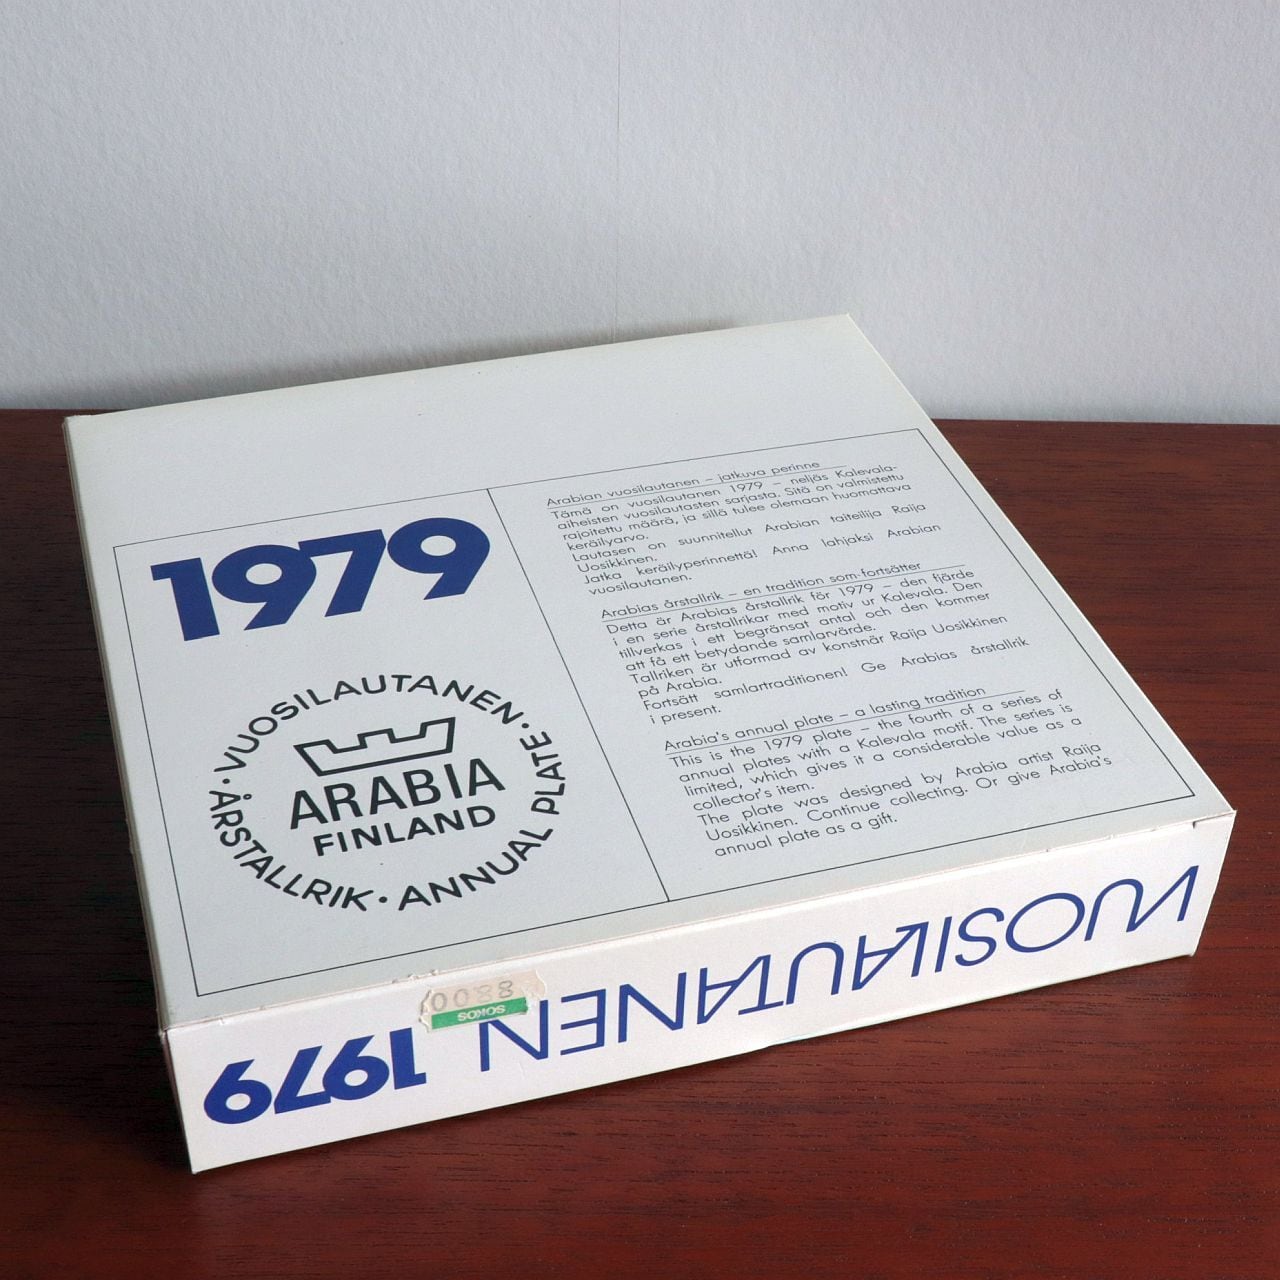 1979
VUOSILAUTANEN · ANNUAL PLATE · ÅRSTALLRIK ·
ARABIA
FINLAND
Arabian vuosilautanen – jatkuva perinne
Tämä on vuosilautanen 1979 – neljäs Kalevala-
aiheisten vuosilautasten sarjasta. Sitä on valmistettu
rajoitettu määrä, ja sillä tulee olemaan huomattava
keräilyarvo.
Lautasen on suunnitellut Arabian taiteilija Raija
Uosikkinen.
Jatka keräilyperinnettä! Anna lahjaksi Arabian
vuosilautanen.
Arabias årstallrik – en tradition som fortsätter
Detta är Arabias årstallrik för 1979 – den fjärde
i en serie årstallrikar med motiv ur Kalevala. Den
tillverkas i ett begränsat antal och den kommer
att få ett betydande samlarvärde.
Tallriken är utformad av konstnär Raija Uosikkinen
på Arabia.
Fortsätt samlartraditionen! Ge Arabias årstallrik
i present.
Arabia's annual plate – a lasting tradition
This is the 1979 plate – the fourth of a series of
annual plates with a Kalevala motif. The series is
limited, which gives it a considerable value as a
collector's item.
The plate was designed by Arabia artist Raija
Uosikkinen. Continue collecting. Or give Arabia's
annual plate as a gift.
VUOSILAUTANEN 1979
SOKOS
8800